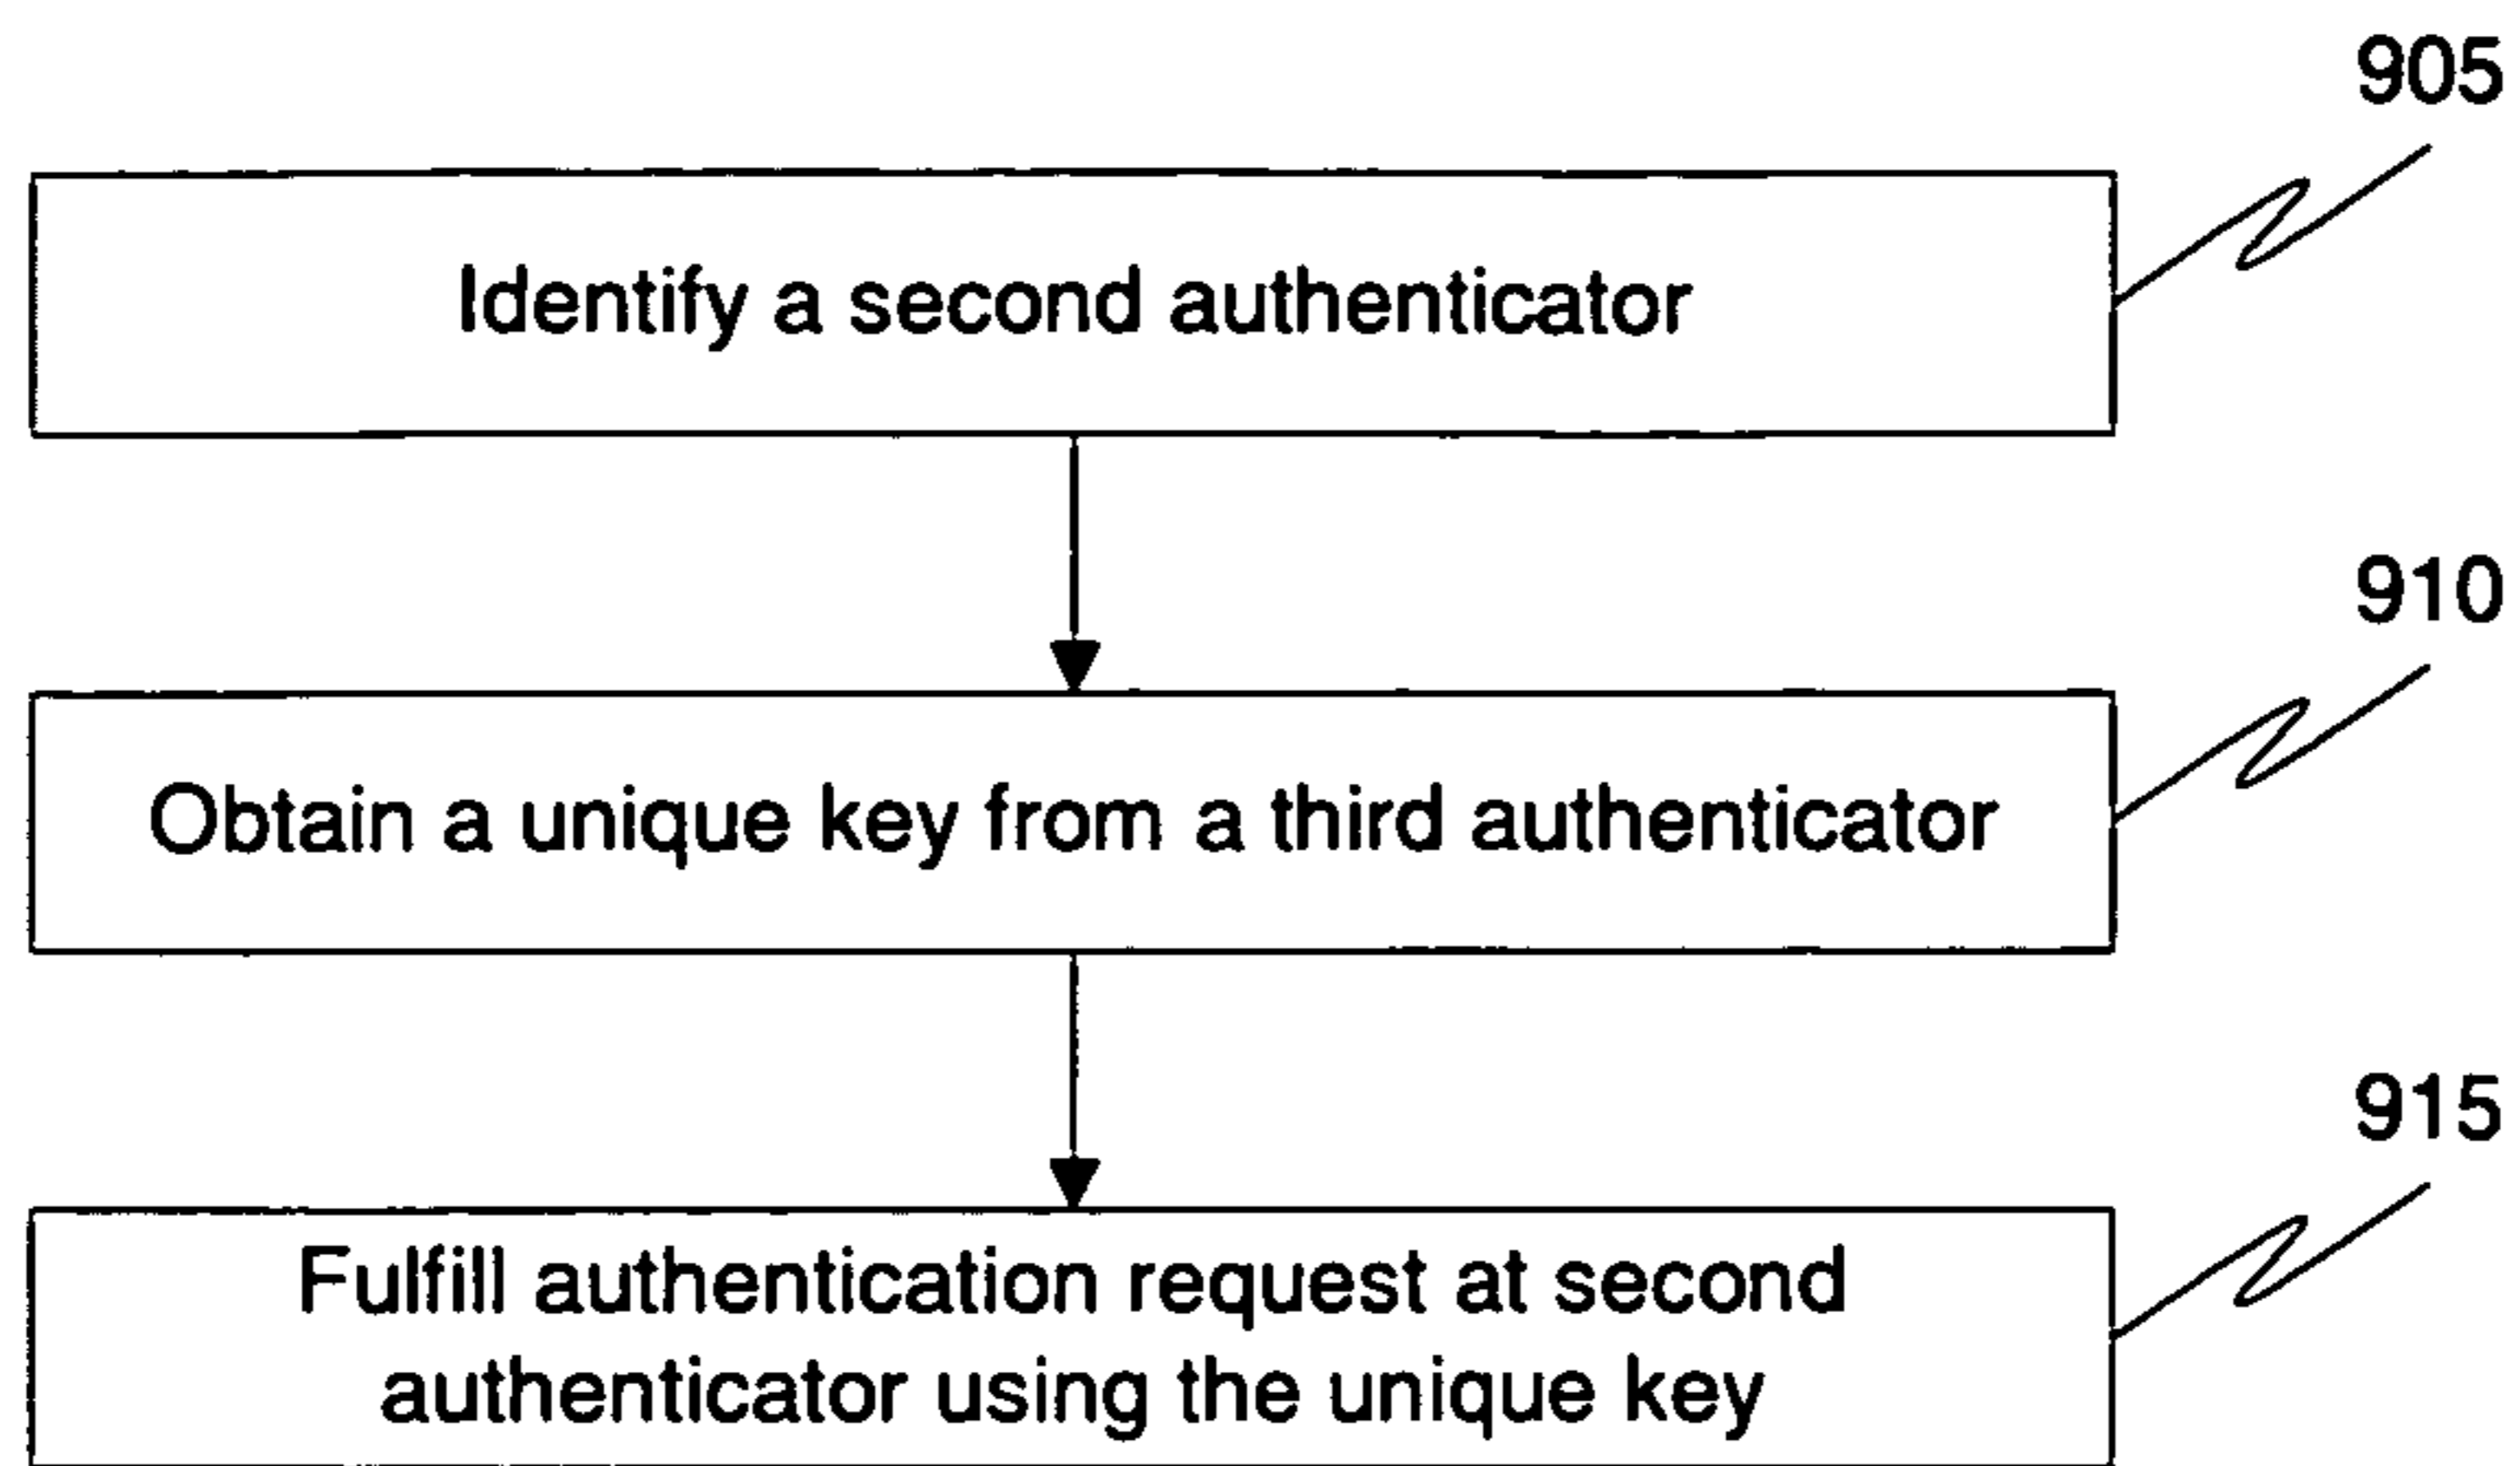 905
Identify a second authenticator
910
Obtain a unique key from a third authenticator
915
Fulfill authentication request at second
authenticator using the unique key